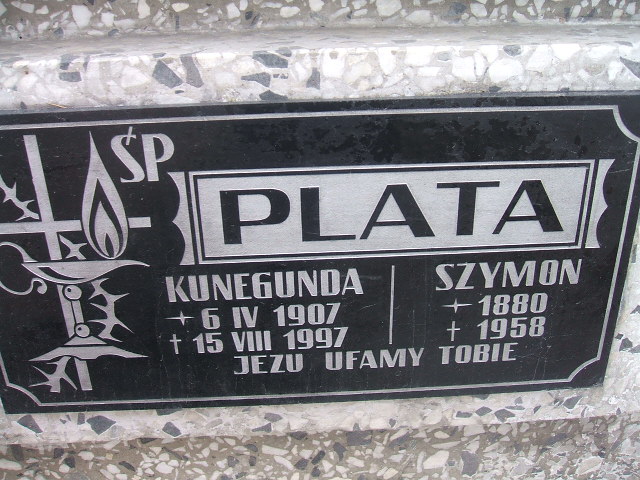 ŚP
PLATA
KUNEGUNDA
6 IV 1907
15 VIII 1997
SZYMON
1880
1958
JEZU UFAMY TOBIE